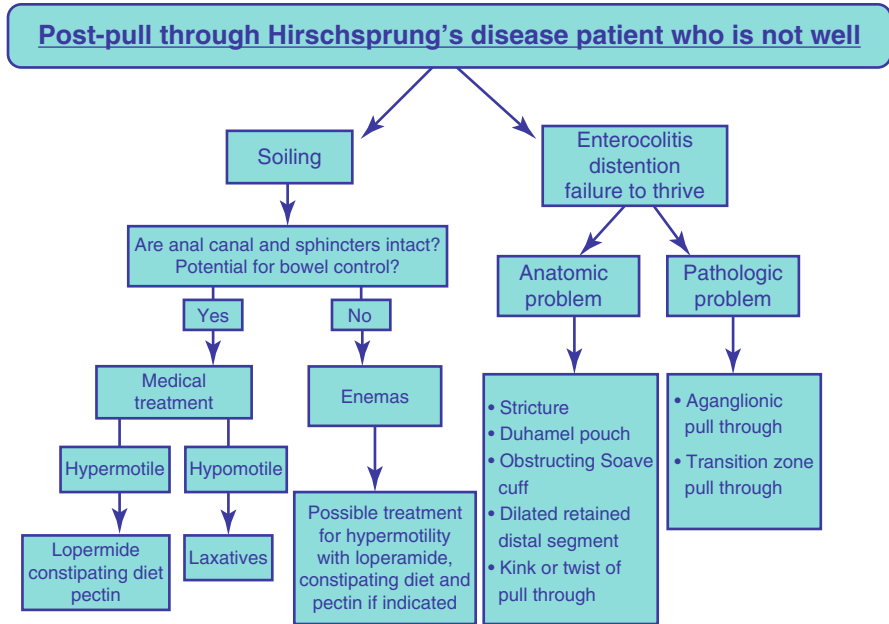 Post-pull through Hirschsprung's disease patient who is not well
Soiling
Enterocolitis
distention
failure to thrive
Are anal canal and sphincters intact?
Potential for bowel control?
Anatomic
problem
Pathologic
problem
Yes
No
Medical
treatment
Enemas
Hypermotile
Hypomotile
Lopermide
constipating diet
pectin
Laxatives
Possible treatment
for hypermotility
with loperamide,
constipating diet and
pectin if indicated
• Stricture
• Duhamel pouch
• Obstructing Soave
cuff
• Dilated retained
distal segment
• Kink or twist of
pull through
• Aganglionic
pull through
• Transition zone
pull through